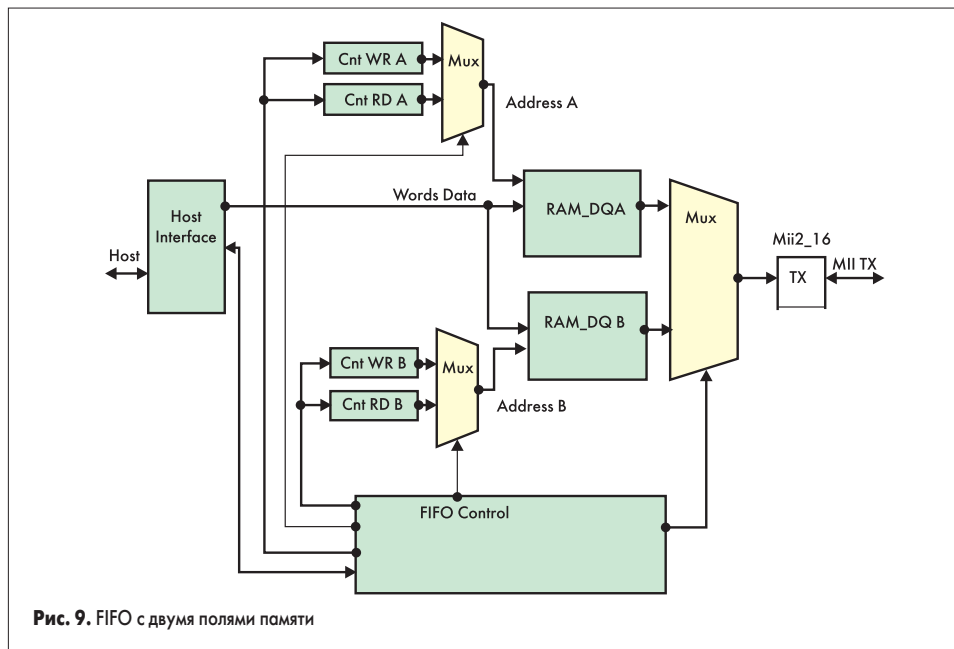 Cnt WR A
Mux
Cnt RD A
Address A
Words Data
Host
Interface
RAM_DQA
Mux
Mii2_16
Host
TX
MII TX
RAM_DQ B
Cnt WR B
Mux
Cnt RD B
Address B
FIFO Control
Рис. 9. FIFO с двумя полями памяти